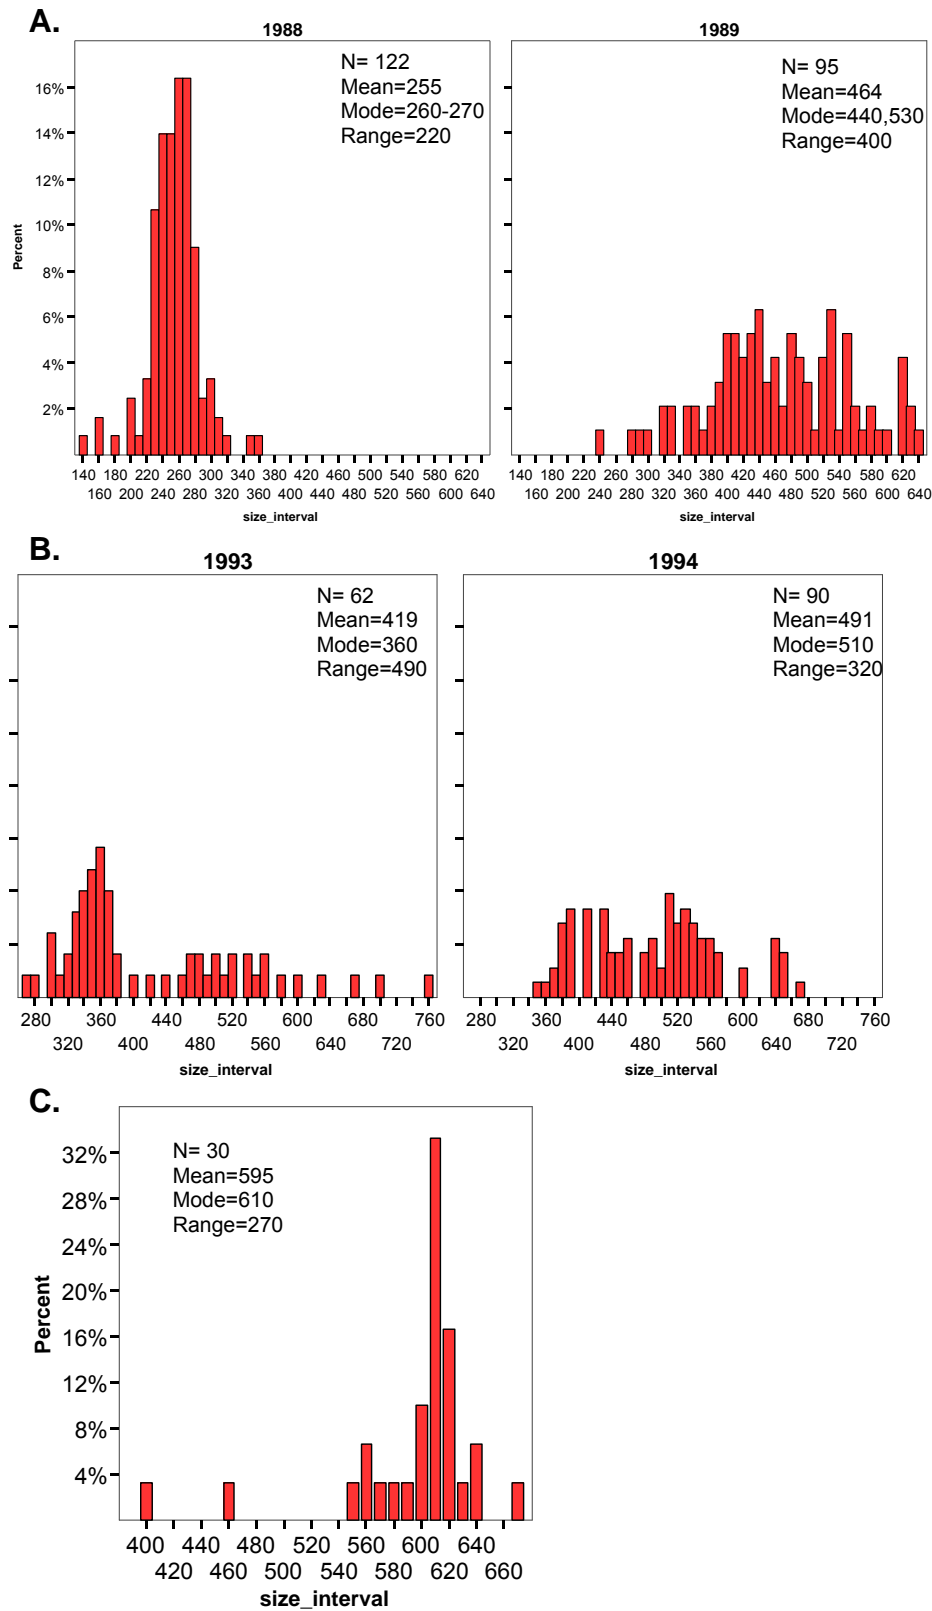 A.
1988
1989
N= 122
Mean=255
Mode=260-270
Range=220
N= 95
Mean=464
Mode=440,530
Range=400
Percent
16%
14%
12%
10%
8%
6%
4%
2%
140 180 220 260 300 340 380 420 460 500 540 580 620
160 200 240 280 320 360 400 440 480 520 560 600 640
size_interval
140 180 220 260 300 340 380 420 460 500 540 580 620
160 200 240 280 320 360 400 440 480 520 560 600 640
size_interval
B.
1993
1994
N= 62
Mean=419
Mode=360
Range=490
N= 90
Mean=491
Mode=510
Range=320
280 360 440 520 600 680 760
320 400 480 560 640 720
size_interval
280 360 440 520 600 680 760
320 400 480 560 640 720
size_interval
C.
N= 30
Mean=595
Mode=610
Range=270
Percent
32%
28%
24%
20%
16%
12%
8%
4%
400 440 480 520 560 600 640
420 460 500 540 580 620 660
size_interval